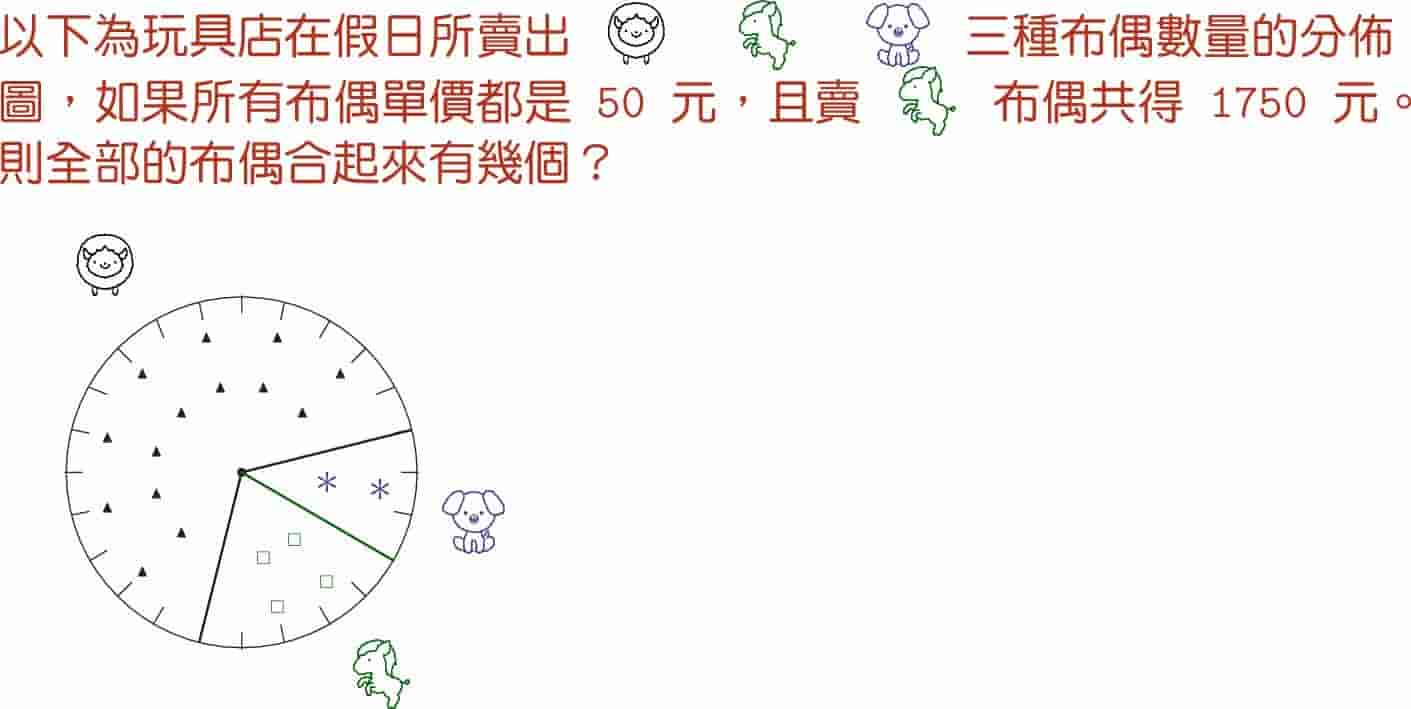 以下為玩具店在假日所賣出 三種布偶數量的分佈
圖，如果所有布偶單價都是 50 元，且賣 布偶共得 1750 元。
則全部的布偶合起來有幾個？